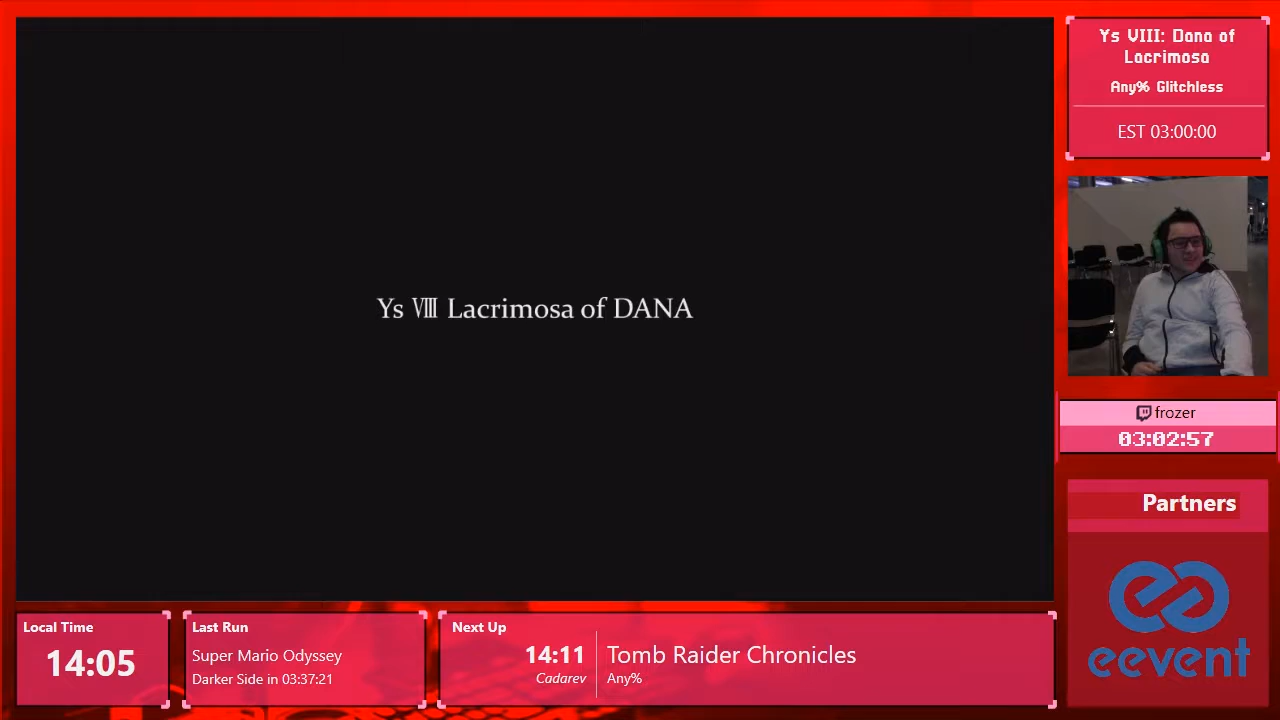 Ys VIII Lacrimosa of DANA
Ys VIII: Dana of
Lacrimosa
Any% Glitchless
EST 03:00:00
frozer
03:02:57
Partners
eevent
Local Time
14:05
Last Run
Super Mario Odyssey
Darker Side in 03:37:21
Next Up
14:11
Cadarev
Tomb Raider Chronicles
Any%